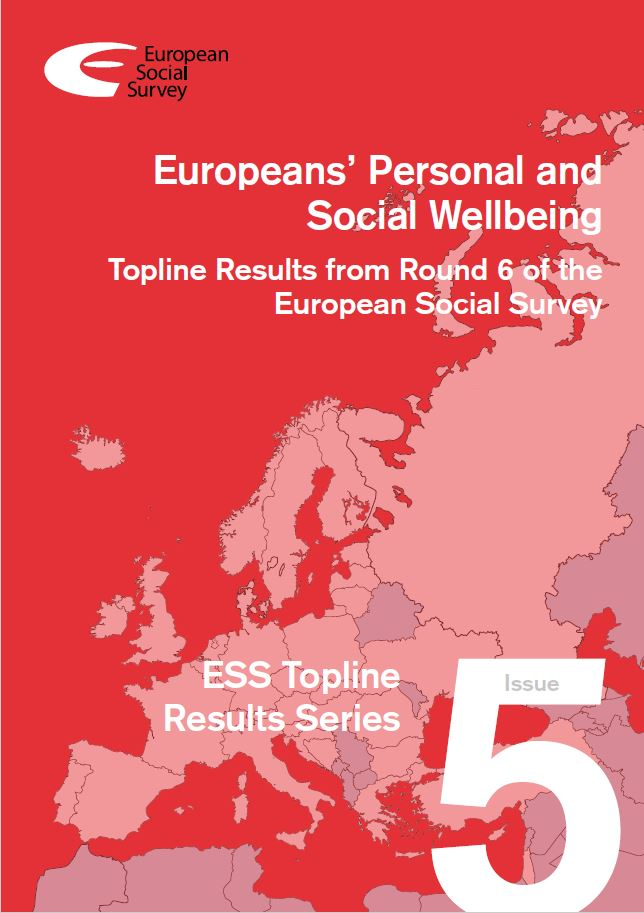 European
Social
Survey
Europeans’ Personal and
Social Wellbeing
Topline Results from Round 6 of the
European Social Survey
ESS Topline
Results Series
Issue
5